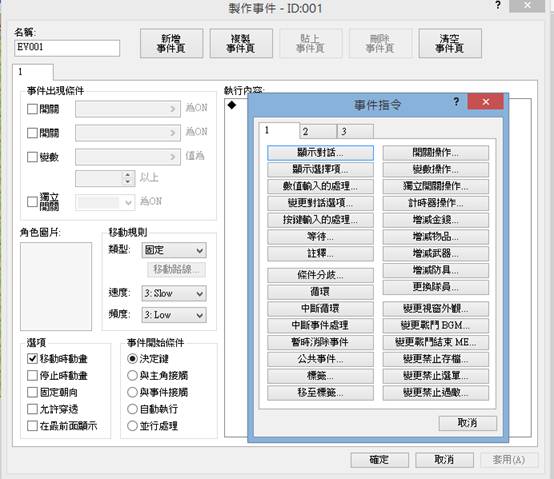 製作事件 - ID:001
名稱:
EV001
新增
事件頁
複製
事件頁
貼上
事件頁
刪除
事件頁
清空
事件頁
1
事件出現條件
開關
為ON
開關
為ON
變數
值為
以上
獨立
開關
為ON
角色圖片:
移動規則
類型:
固定
移動路線...
速度:
3: Slow
頻度:
3: Low
選項
移動時動畫
停止時動畫
固定朝向
允許穿透
在最前面顯示
事件開始條件
決定鍵
與主角接觸
與事件接觸
自動執行
並行處理
執行內容:
事件指令
1
2
3
顯示對話...
顯示選擇項...
數值輸入的處理...
變更對話選項...
按鍵輸入的處理...
等待...
註釋...
條件分歧...
循環
中斷循環
中斷事件處理
暫時消除事件
公共事件...
標籤...
移至標籤...
開關操作...
變數操作...
獨立開關操作...
計時器操作...
增減金錢...
增減物品...
增減武器...
增減防具...
更換隊員...
變更視窗外觀...
變更戰鬥 BGM...
變更戰鬥結束 ME...
變更禁止存檔...
變更禁止選單...
變更禁止遇敵...
取消
確定
取消
套用(A)